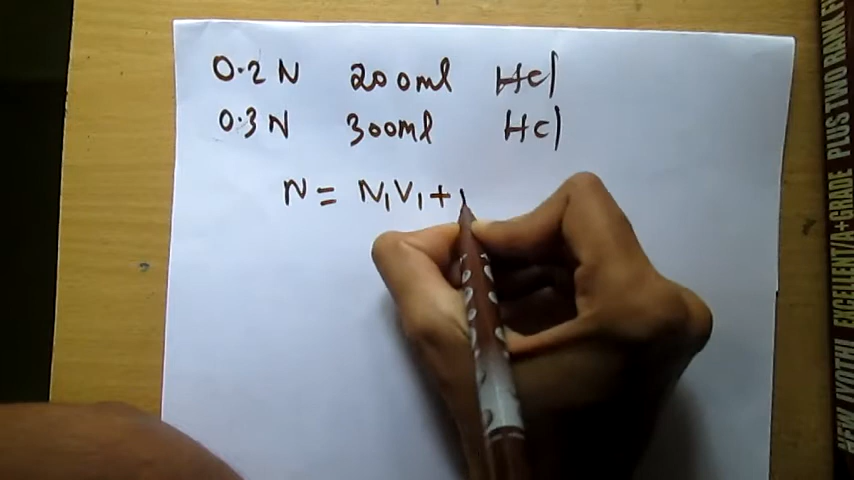 0.2 N 200ml HCl
0.3 N 300ml HCl
N = N₁V₁ +
NEW JYOTHI EXCELLENT/A+GRADE PLUS TWO RANK F